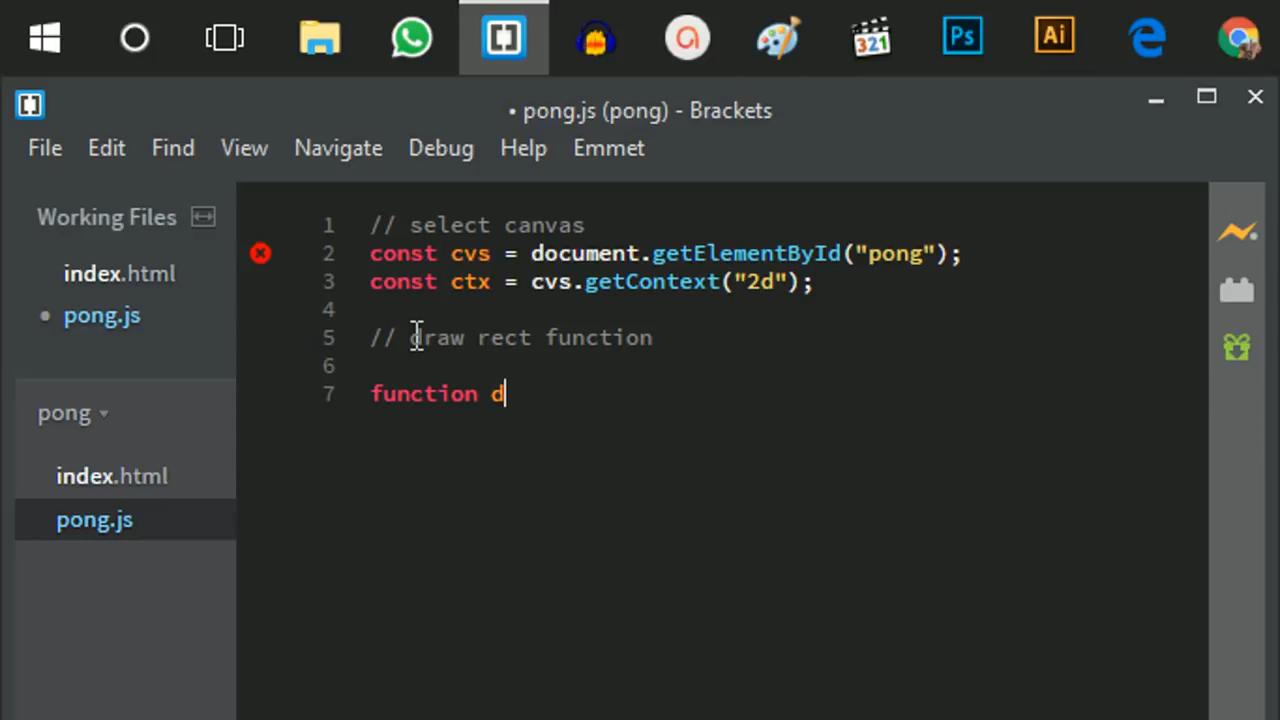 321
Ps
Ai
• pong.js (pong) - Brackets
File Edit Find View Navigate Debug Help Emmet
Working Files
index.html
pong.js
pong
index.html
pong.js
1 // select canvas
2 const cvs = document.getElementById("pong");
3 const ctx = cvs.getContext("2d");
4
5 // draw rect function
6
7 function d